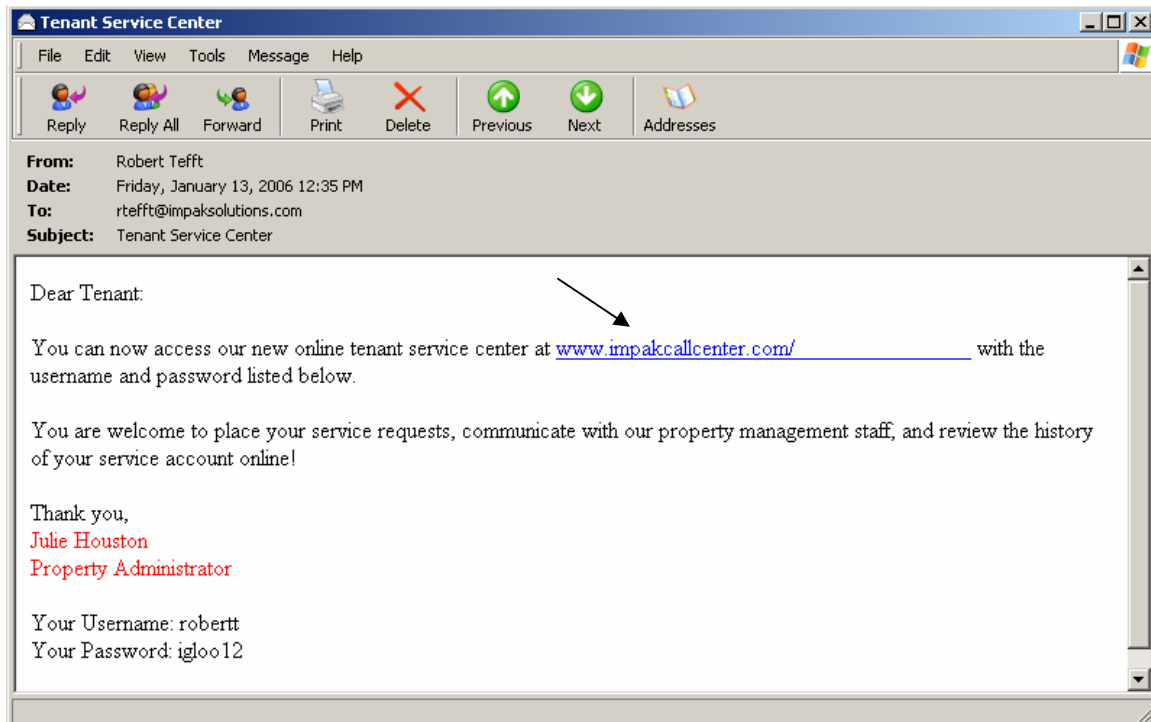 Tenant Service Center
File Edit View Tools Message Help
Reply Reply All Forward Print Delete Previous Next Addresses
From: Robert Tefft
Date: Friday, January 13, 2006 12:35 PM
To: rtefft@impaksolutions.com
Subject: Tenant Service Center
Dear Tenant:
You can now access our new online tenant service center at www.impakcallcenter.com/ with the
username and password listed below.
You are welcome to place your service requests, communicate with our property management staff, and review the history
of your service account online!
Thank you,
Julie Houston
Property Administrator
Your Username: robertt
Your Password: igloo12